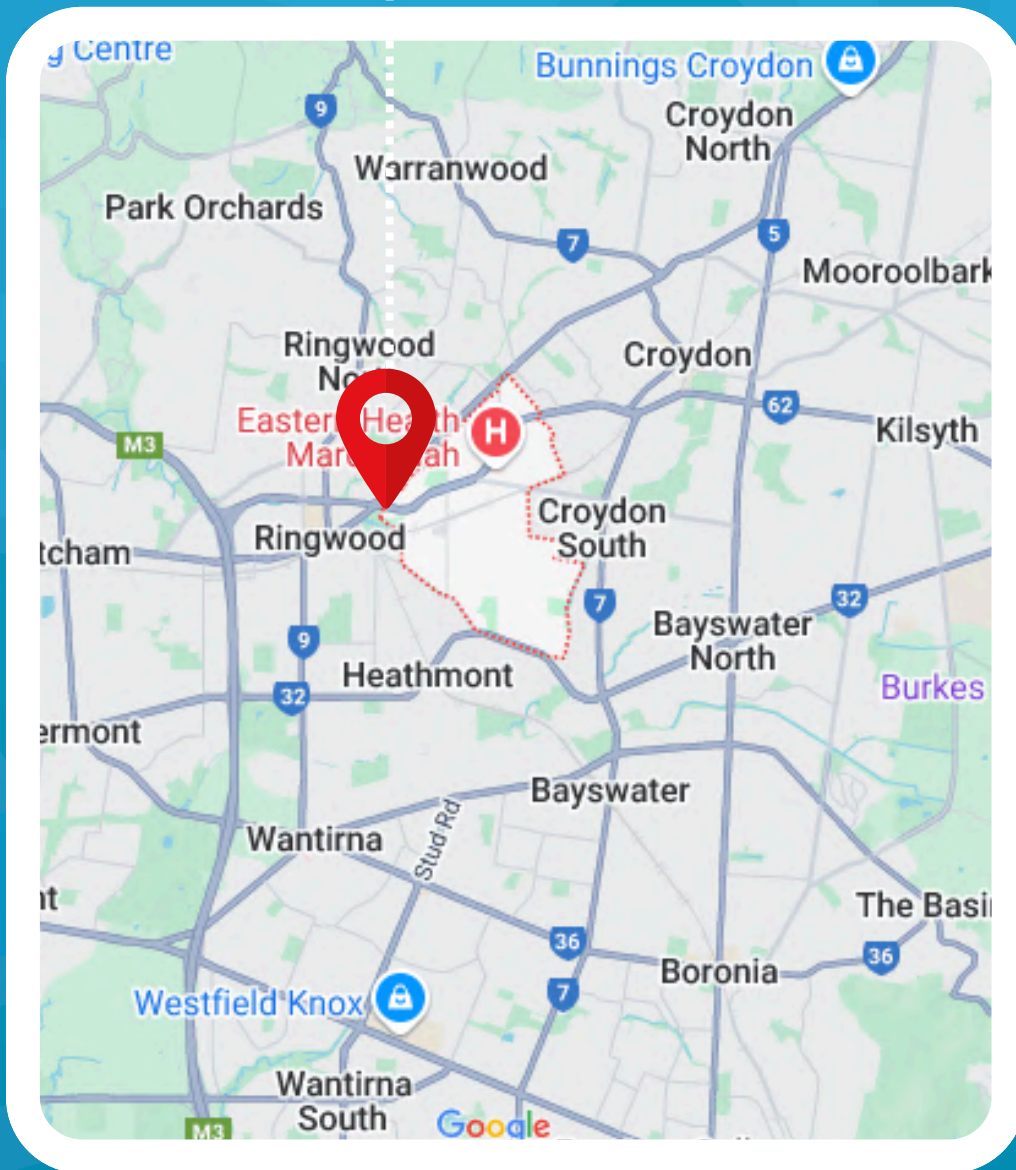 g Centre
Bunnings Croydon
9
Croydon
North
Warranwood
Park Orchards
5
7
Mooroolbark
Ringwood
Croydon
62
Eastern Health
H
Kilsyth
M3
Croydon
South
Ringwood
tcham
7
32
9
Bayswater
North
Heathmont
32
Burkes
ermont
Bayswater
Stud Rd
Wantirna
nt
The Basi
36
36
Boronia
7
Westfield Knox
Wantirna
South
Google
M3